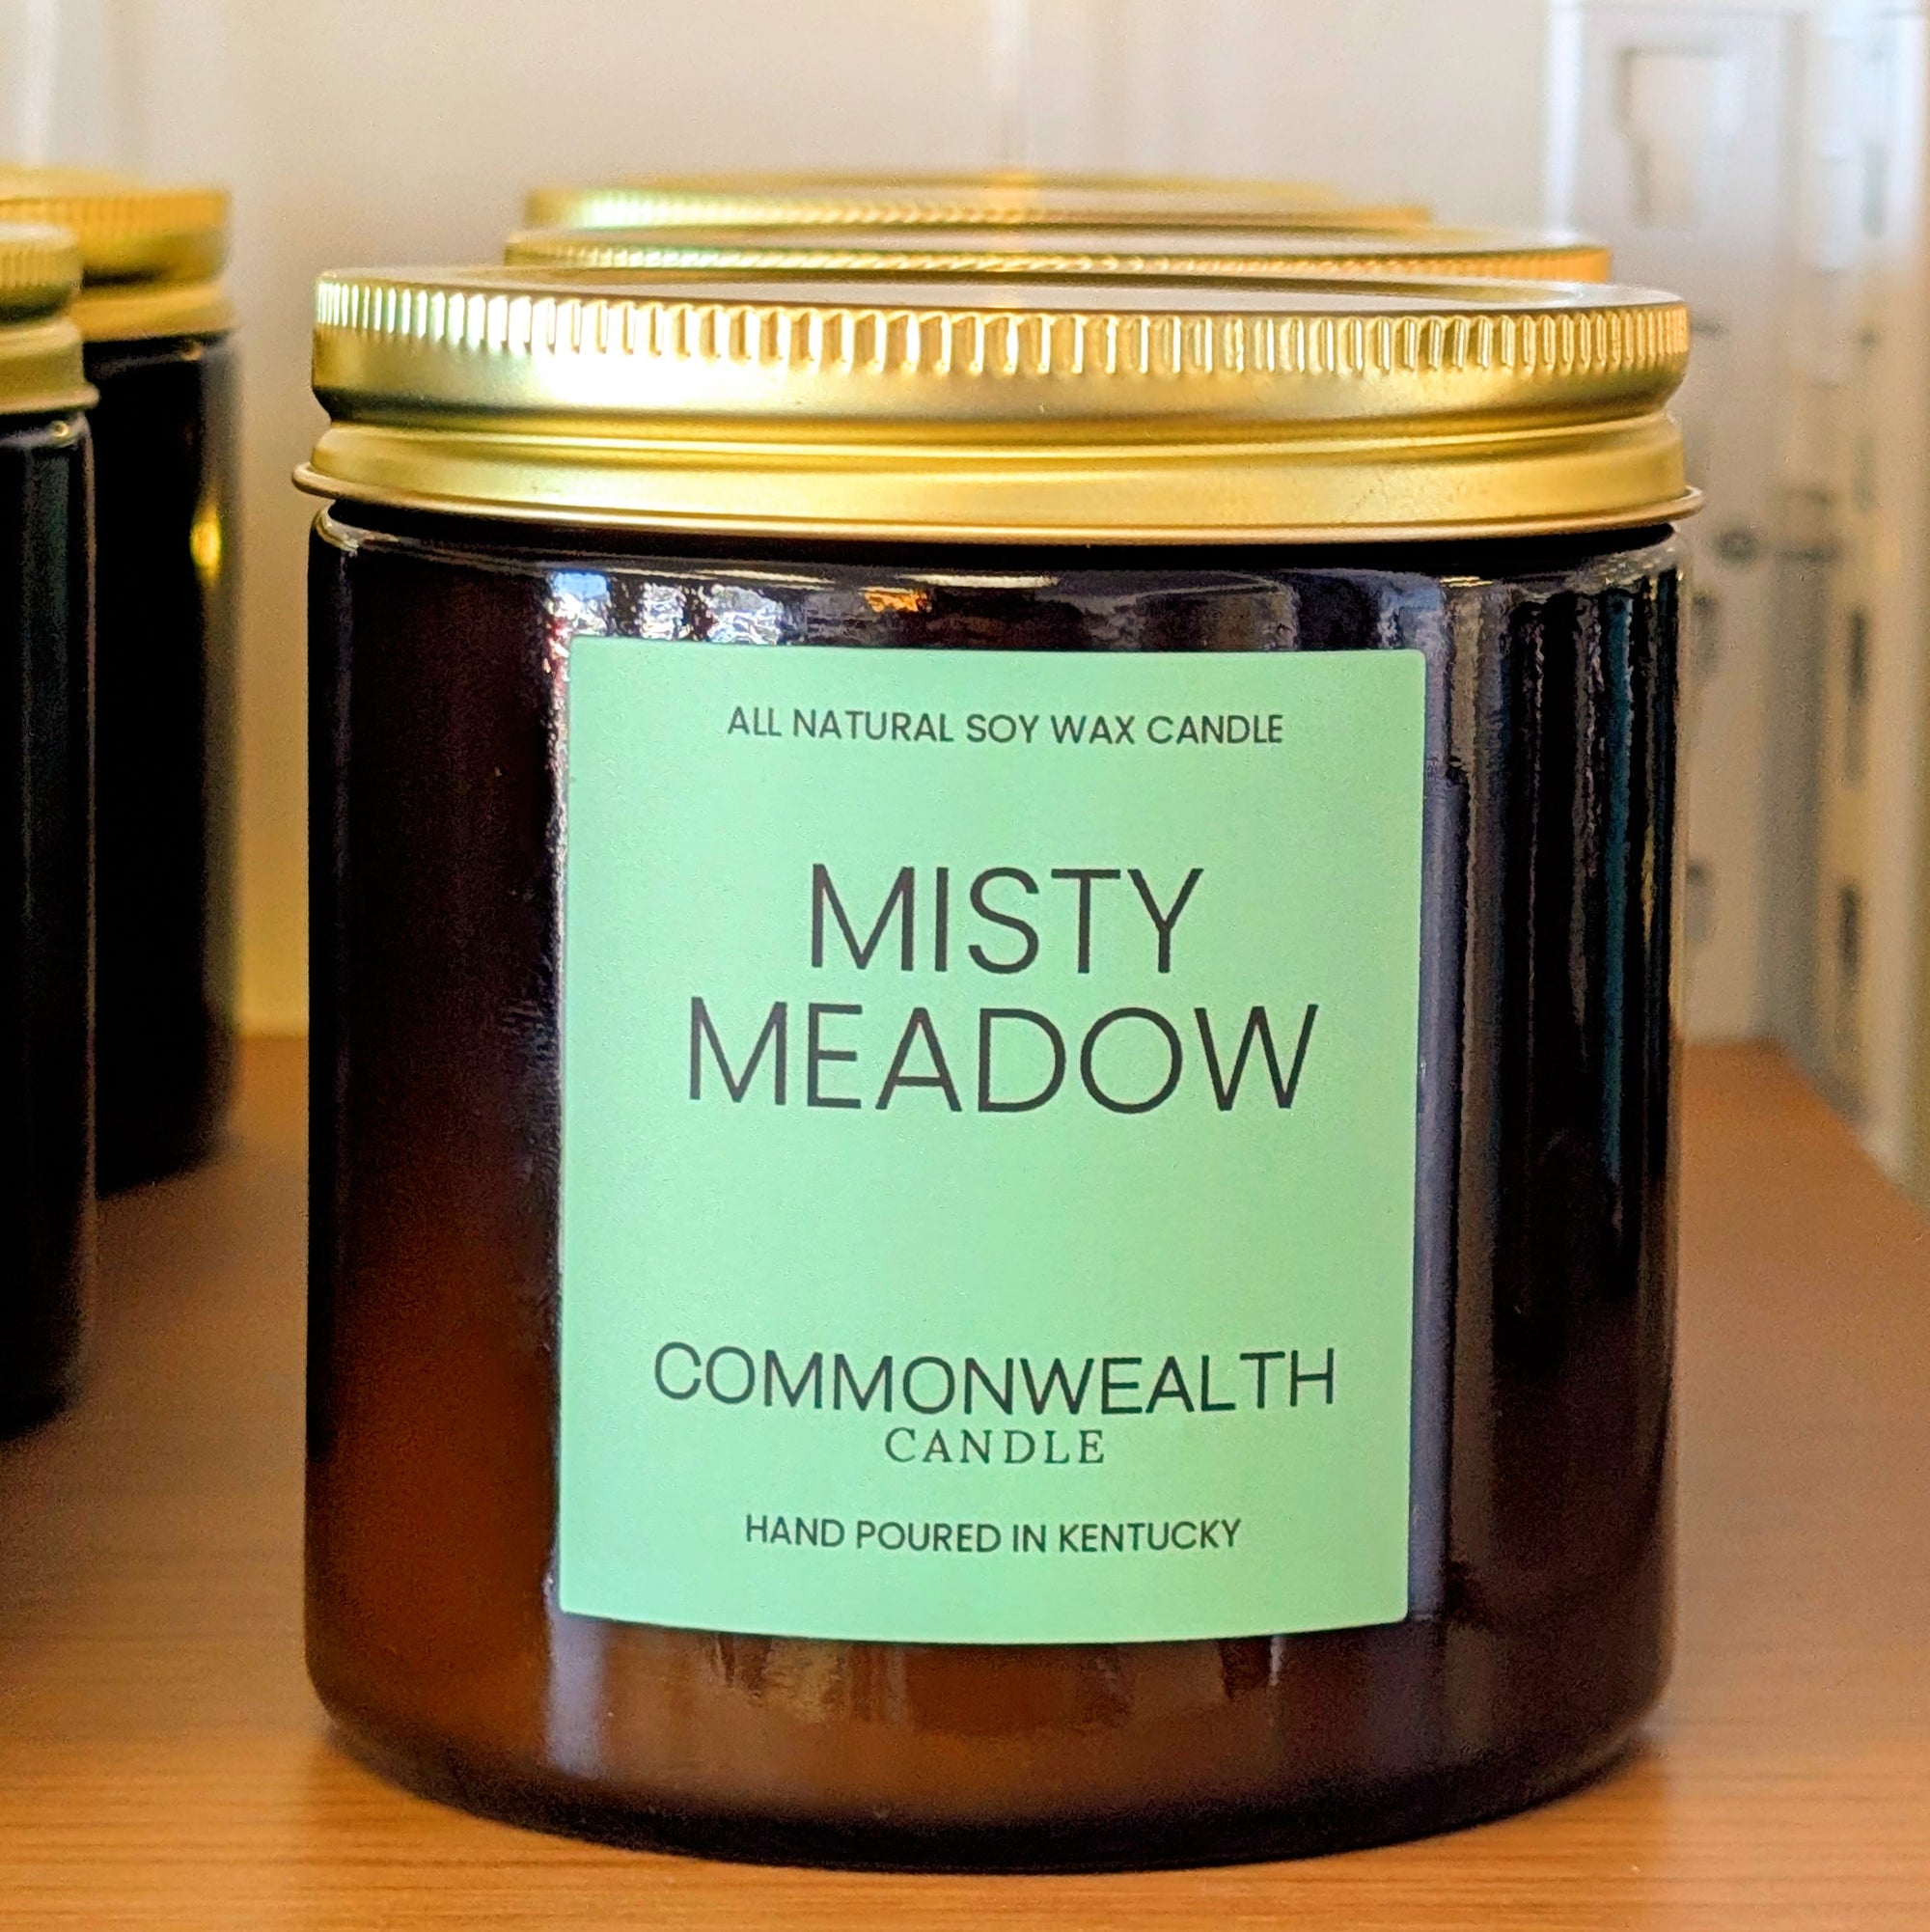 ALL NATURAL SOY WAX CANDLE
MISTY
MEADOW
COMMONWEALTH
CANDLE
HAND POURED IN KENTUCKY